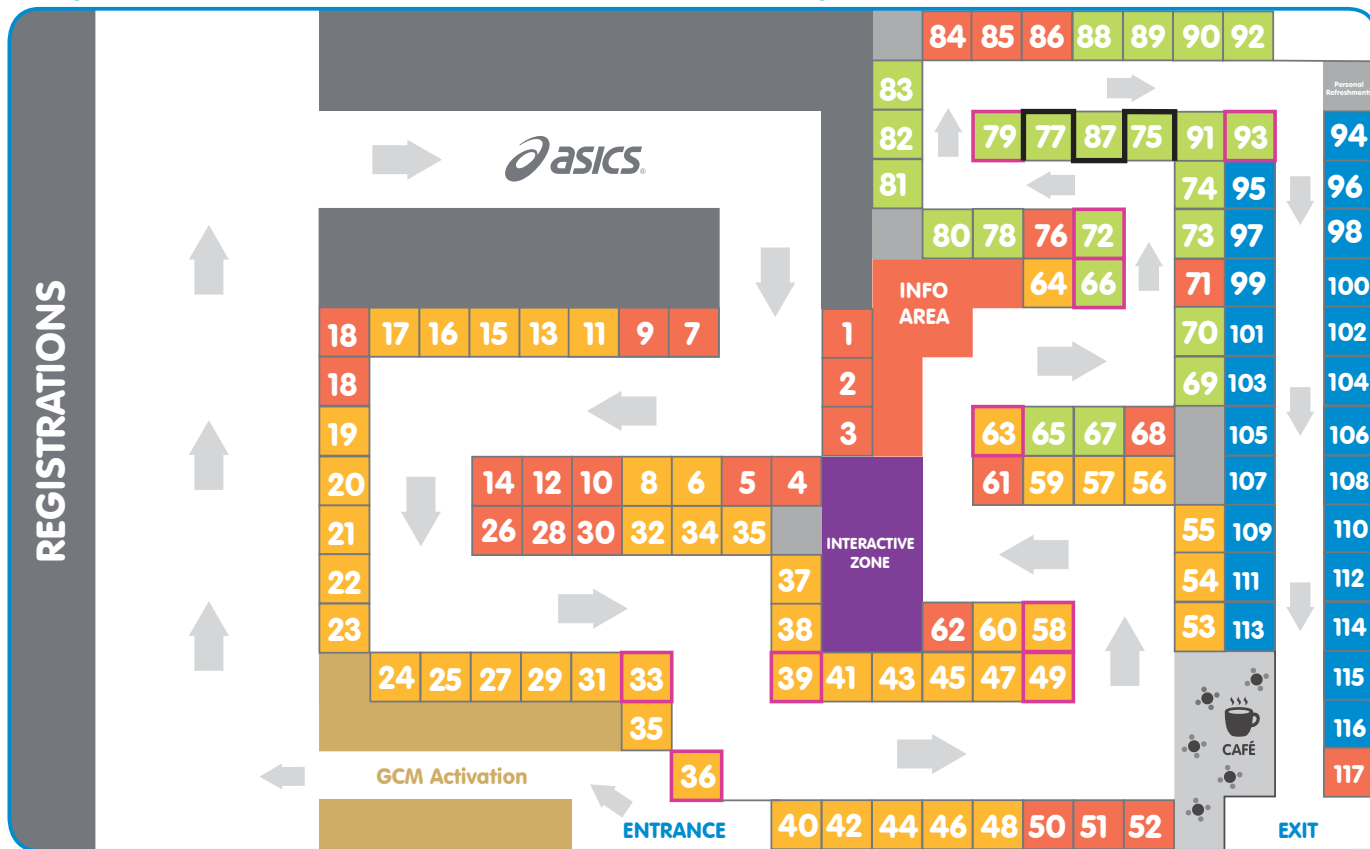 84 85 86 88 89 90 92
Personal
Refreshments
83
82 79 77 87 75 91 93 94
81 74 95 96
asics
80 78 76 72 73 97 98
INFO
AREA
64 66 71 99 100
18 17 16 15 13 11 9 7 1 70 101 102
18 2 69 103 104
19 3 63 65 67 68 105 106
20 14 12 10 8 6 5 4 61 59 57 56 107 108
21 26 28 30 32 34 35 55 109 110
INTERACTIVE
ZONE
22 37 54 111 112
23 38 62 60 58 53 113 114
24 25 27 29 31 33 39 41 43 45 47 49 115
35 116
CAFÉ
GCM Activation
36 117
ENTRANCE
40 42 44 46 48 50 51 52
EXIT
REGISTRATIONS